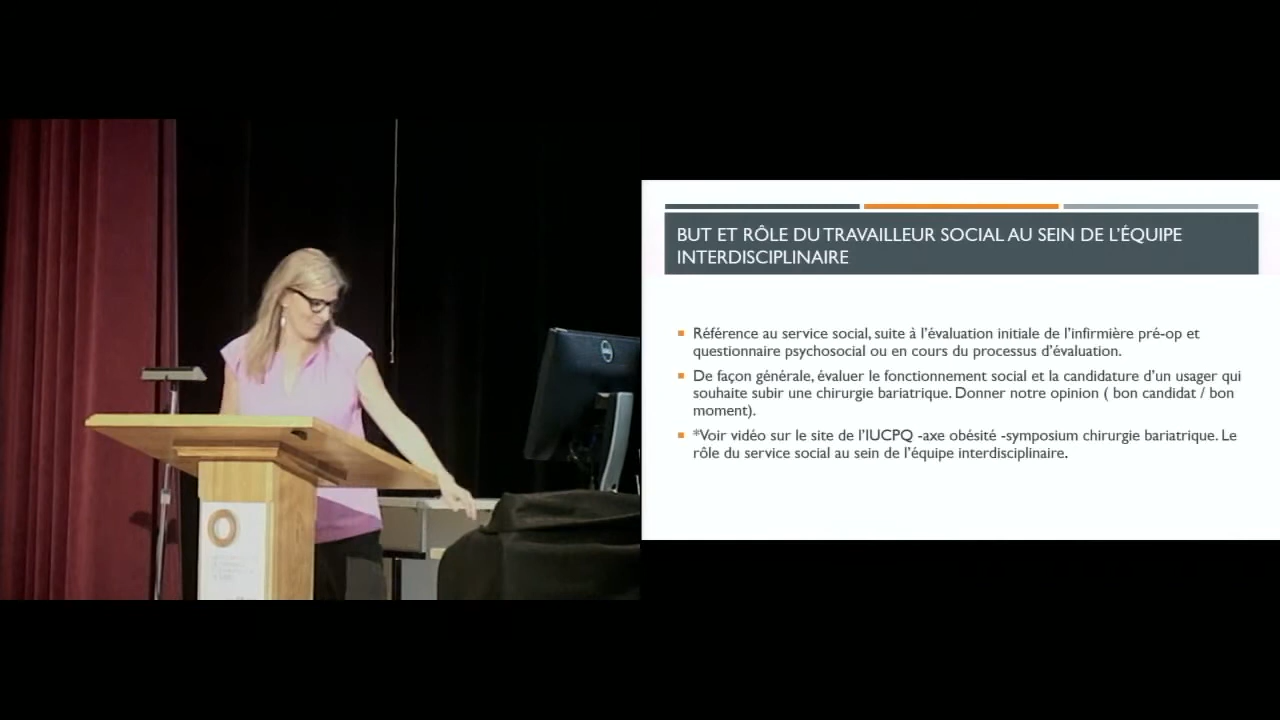 BUT ET RÔLE DU TRAVAILLEUR SOCIAL AU SEIN DE L'ÉQUIPE
INTERDISCIPLINAIRE
Référence au service social, suite à l'évaluation initiale de l'infirmière pré-op et
questionnaire psychosocial ou en cours du processus d'évaluation.
De façon générale, évaluer le fonctionnement social et la candidature d'un usager qui
souhaite subir une chirurgie bariatrique. Donner notre opinion ( bon candidat / bon
moment).
*Voir vidéo sur le site de l'IUCPQ -axe obésité -symposium chirurgie bariatrique. Le
rôle du service social au sein de l'équipe interdisciplinaire.